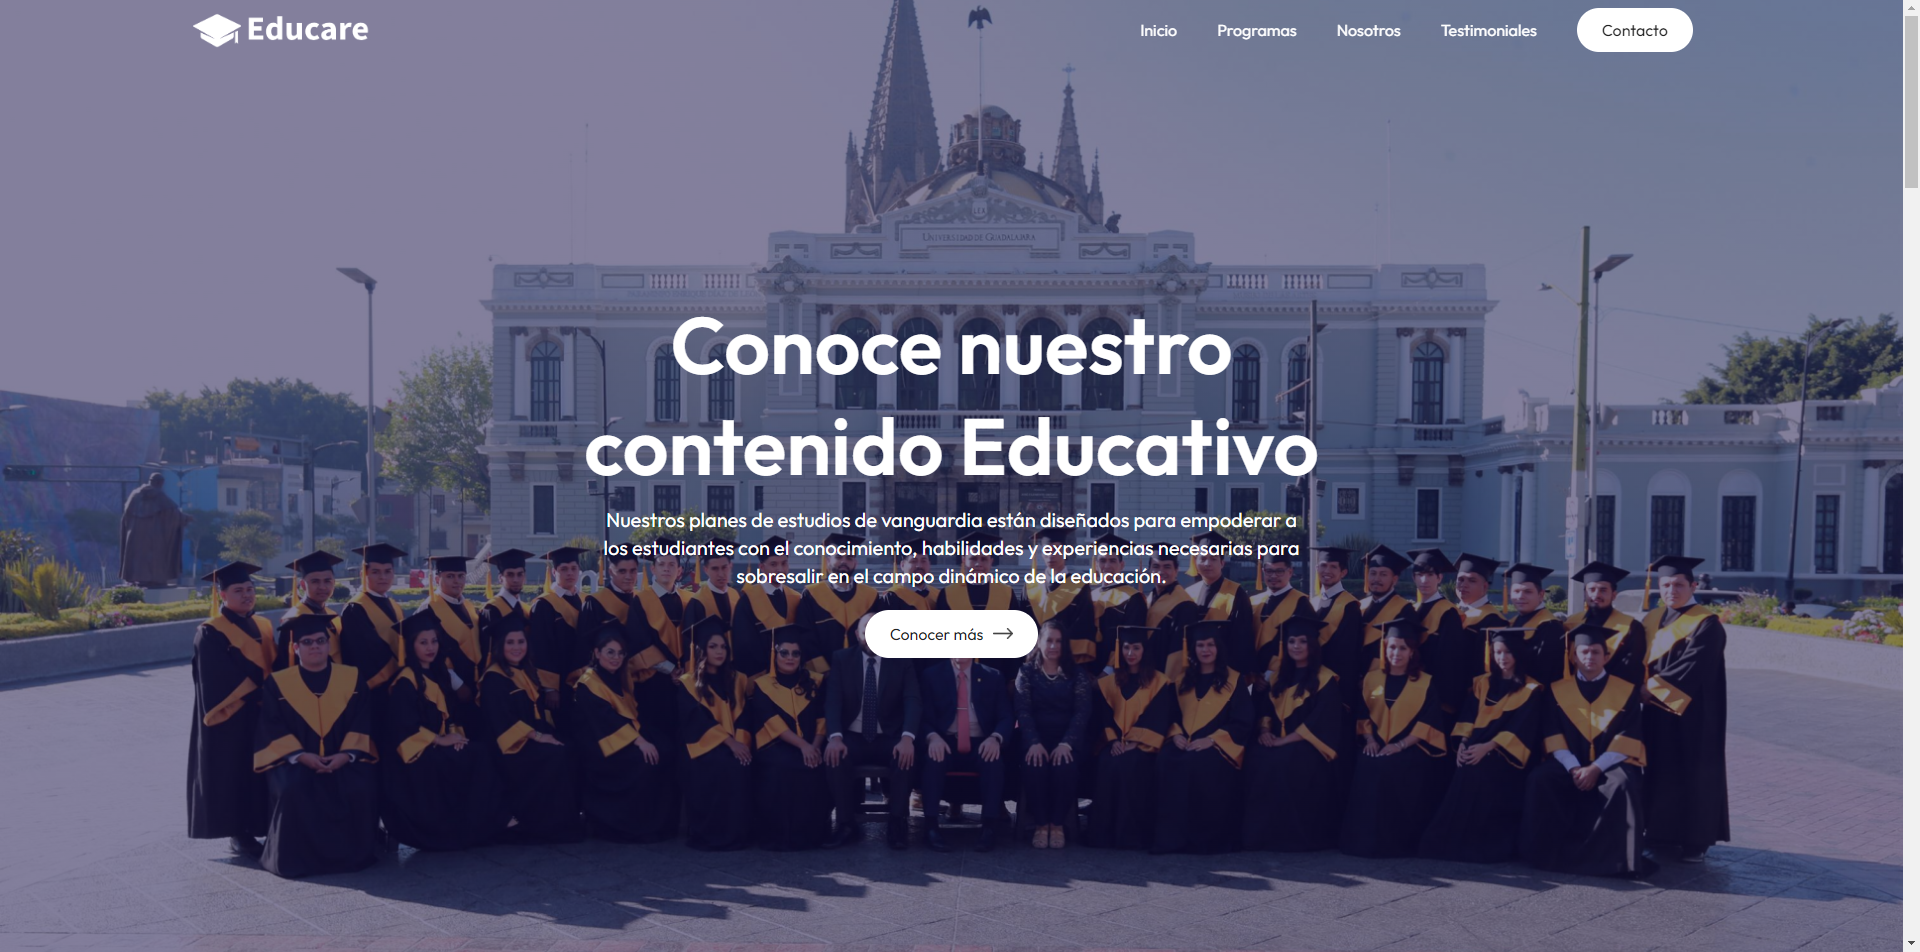 Educare
Inicio
Programas
Nosotros
Testimoniales
Contacto
UNIVERSIDAD DE GUADALAJARA
Conoce nuestro
contenido Educativo
Nuestros planes de estudios de vanguardia están diseñados para empoderar a
los estudiantes con el conocimiento, habilidades y experiencias necesarias para
sobresalir en el campo dinámico de la educación.
Conocer más